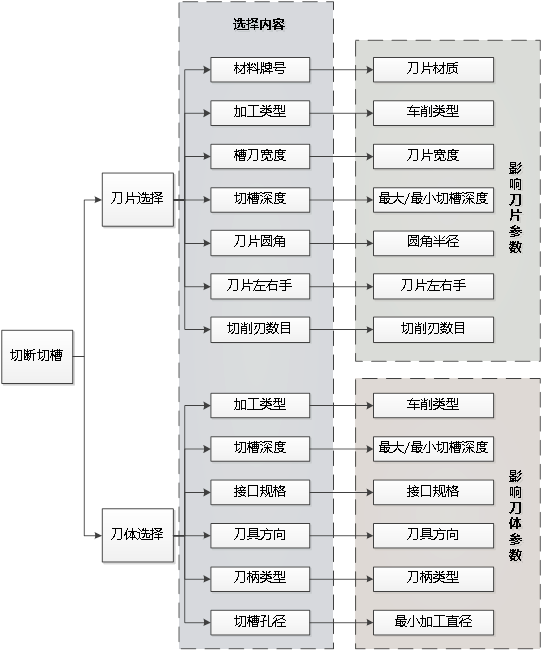 选择内容
材料牌号
刀片材质
加工类型
车削类型
槽刀宽度
刀片宽度
影响刀片参数
刀片选择
切槽深度
最大/最小切槽深度
刀片圆角
圆角半径
刀片左右手
刀片左右手
切削刃数目
切削刃数目
切断切槽
加工类型
车削类型
切槽深度
最大/最小切槽深度
影响刀体参数
接口规格
接口规格
刀体选择
刀具方向
刀具方向
刀柄类型
刀柄类型
切槽孔径
最小加工直径